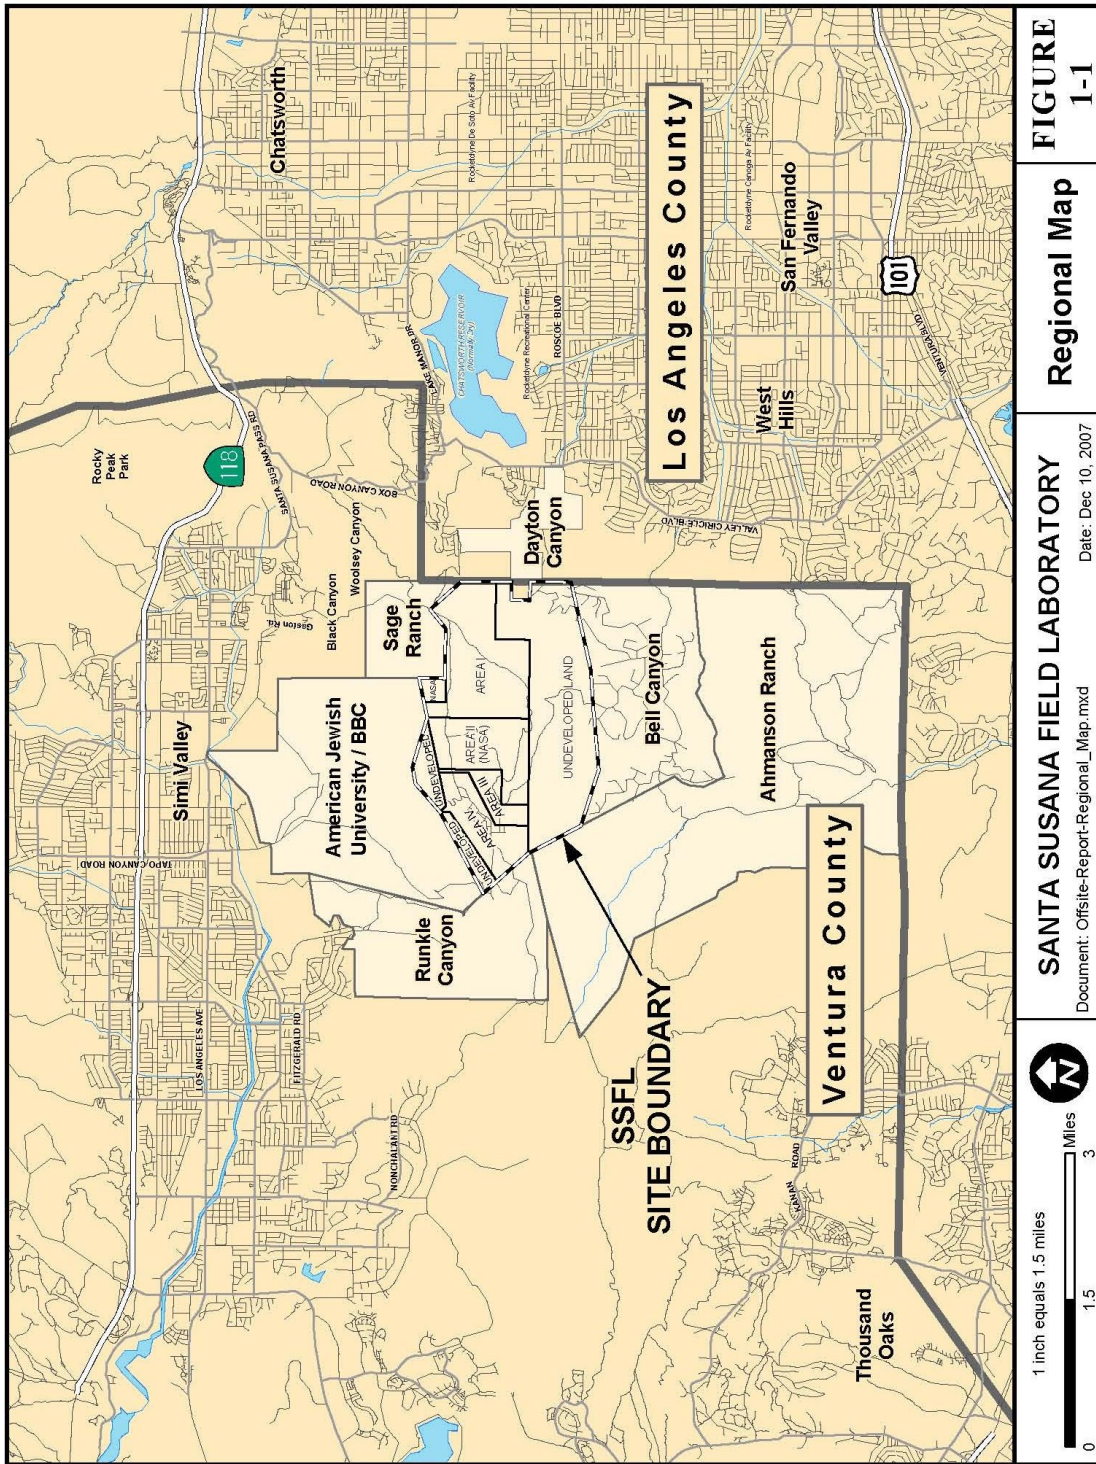 Rocky
Peak
Park
118
SANTA SUSANA PASS RD
Chatsworth
Simi Valley
TAPO CANYON ROAD
LOS ANGELES AVE
FITZGERALD RD
NONCHALANT RD
Gaston Rd.
Black Canyon
Woolsey Canyon
BOX CANYON ROAD
LAKE MANOR DR
CHATSWORTH RESERVOIR
(Normally Dry)
Rocketdyne De Soto Av Facility
Rocketdyne Recreational Center
ROSCOE BLVD
American Jewish
University / BBC
Sage
Ranch
Runkle
Canyon
UNDEVELOPED
UNDEVELOPED
NASA
AREA I
AREA II
(NASA)
AREA III
AREA IV
UNDEVELOPED LAND
Dayton
Canyon
Los Angeles County
Rocketdyne Canoga Av Facility
San Fernando
Valley
West
Hills
VALLEY CIRICLE BLVD
101
VENTURA BLVD
Bell Canyon
Ahmanson Ranch
SSFL
SITE BOUNDARY
Ventura County
KANAN ROAD
Thousand
Oaks
1 inch equals 1.5 miles
0 1.5 3 Miles
N
SANTA SUSANA FIELD LABORATORY
Document: Offsite-Report-Regional_Map.mxd Date: Dec 10, 2007
Regional Map
FIGURE
1-1